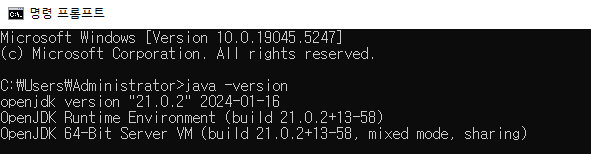 명령 프롬프트
Microsoft Windows [Version 10.0.19045.5247]
(c) Microsoft Corporation. All rights reserved.
C:₩Users₩Administrator>java -version
openjdk version "21.0.2" 2024-01-16
OpenJDK Runtime Environment (build 21.0.2+13-58)
OpenJDK 64-Bit Server VM (build 21.0.2+13-58, mixed mode, sharing)